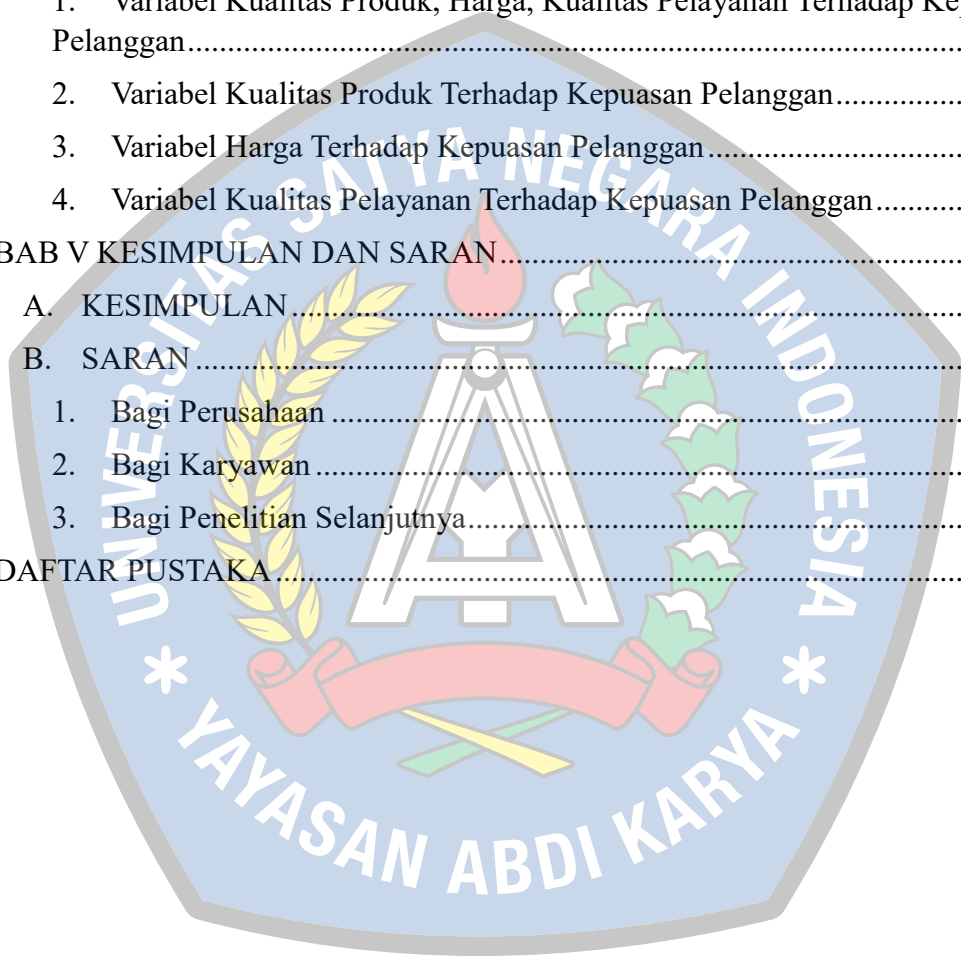 1. Variabel Kualitas Produk, Harga, Kualitas Pelayanan Terhadap
Pelanggan
2. Variabel Kualitas Produk Terhadap Kepuasan Pelanggan
3. Variabel Harga Terhadap Kepuasan Pelanggan
4. Variabel Kualitas Pelayanan Terhadap Kepuasan Pelanggan
BAB V KESIMPULAN DAN SARAN
A. KESIMPULAN
B. SARAN
1. Bagi Perusahaan
2. Bagi Karyawan
3. Bagi Penelitian Selanjutnya
DAFTAR PUSTAKA
UNIVERSITAS SATYA NEGARA INDONESIA
YAYASAN ABDI KARYA